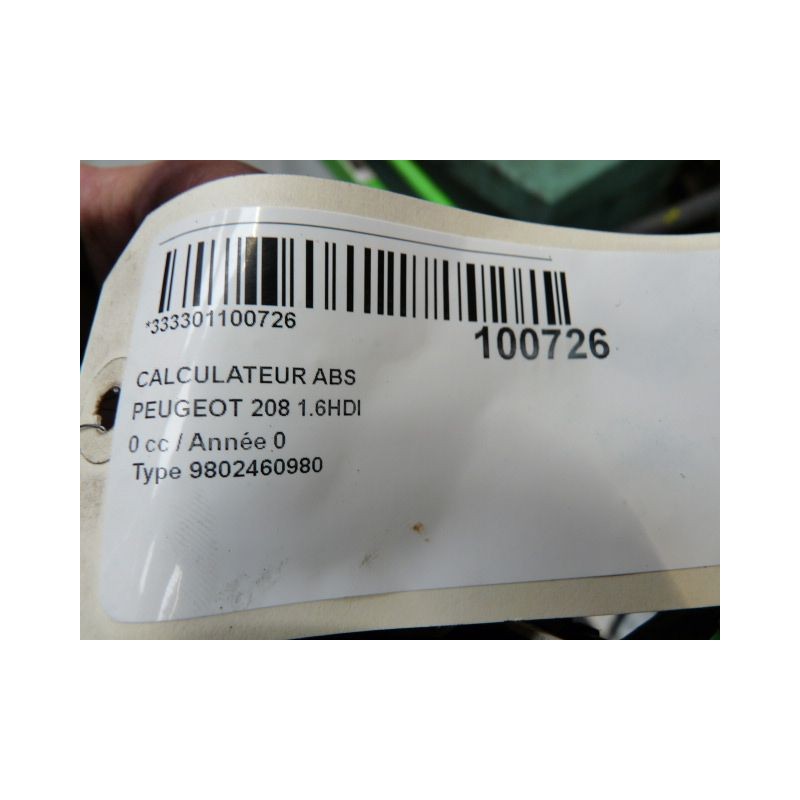 *333301100726
100726
CALCULATEUR ABS
PEUGEOT 208 1.6HDI
0 cc / Année 0
Type 9802460980